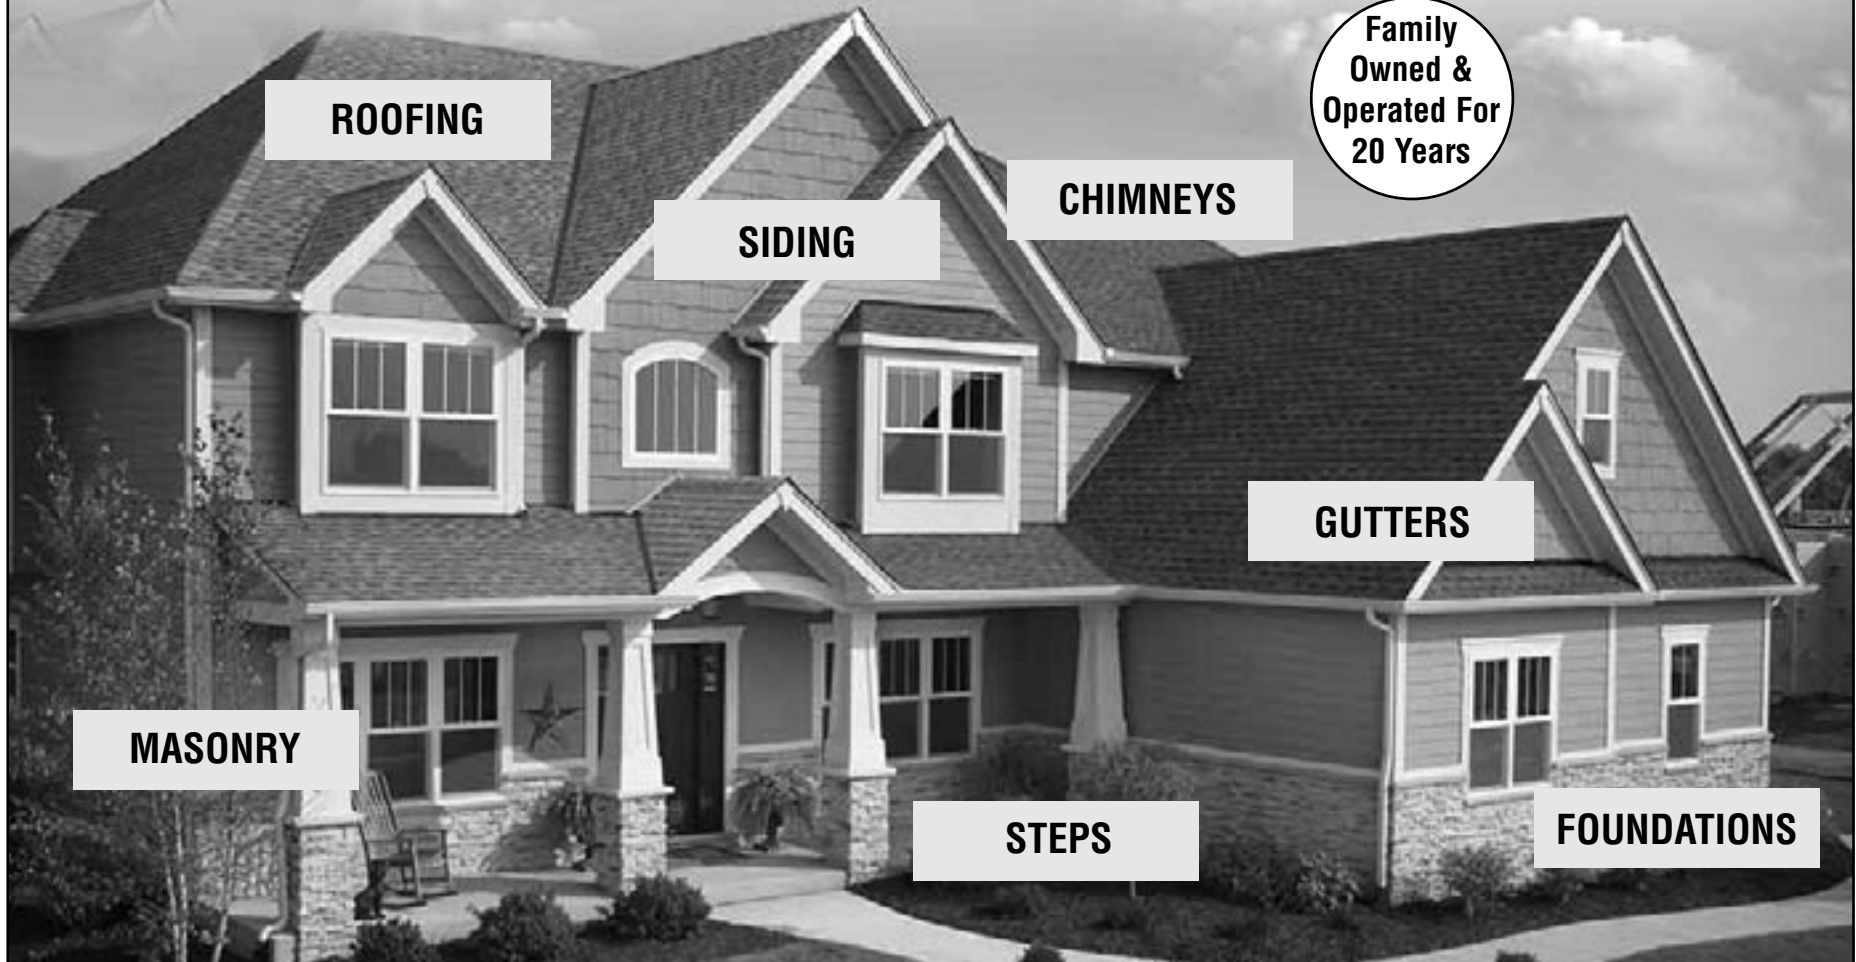 Family
Owned &
Operated For
20 Years
ROOFING
CHIMNEYS
SIDING
GUTTERS
MASONRY
STEPS
FOUNDATIONS